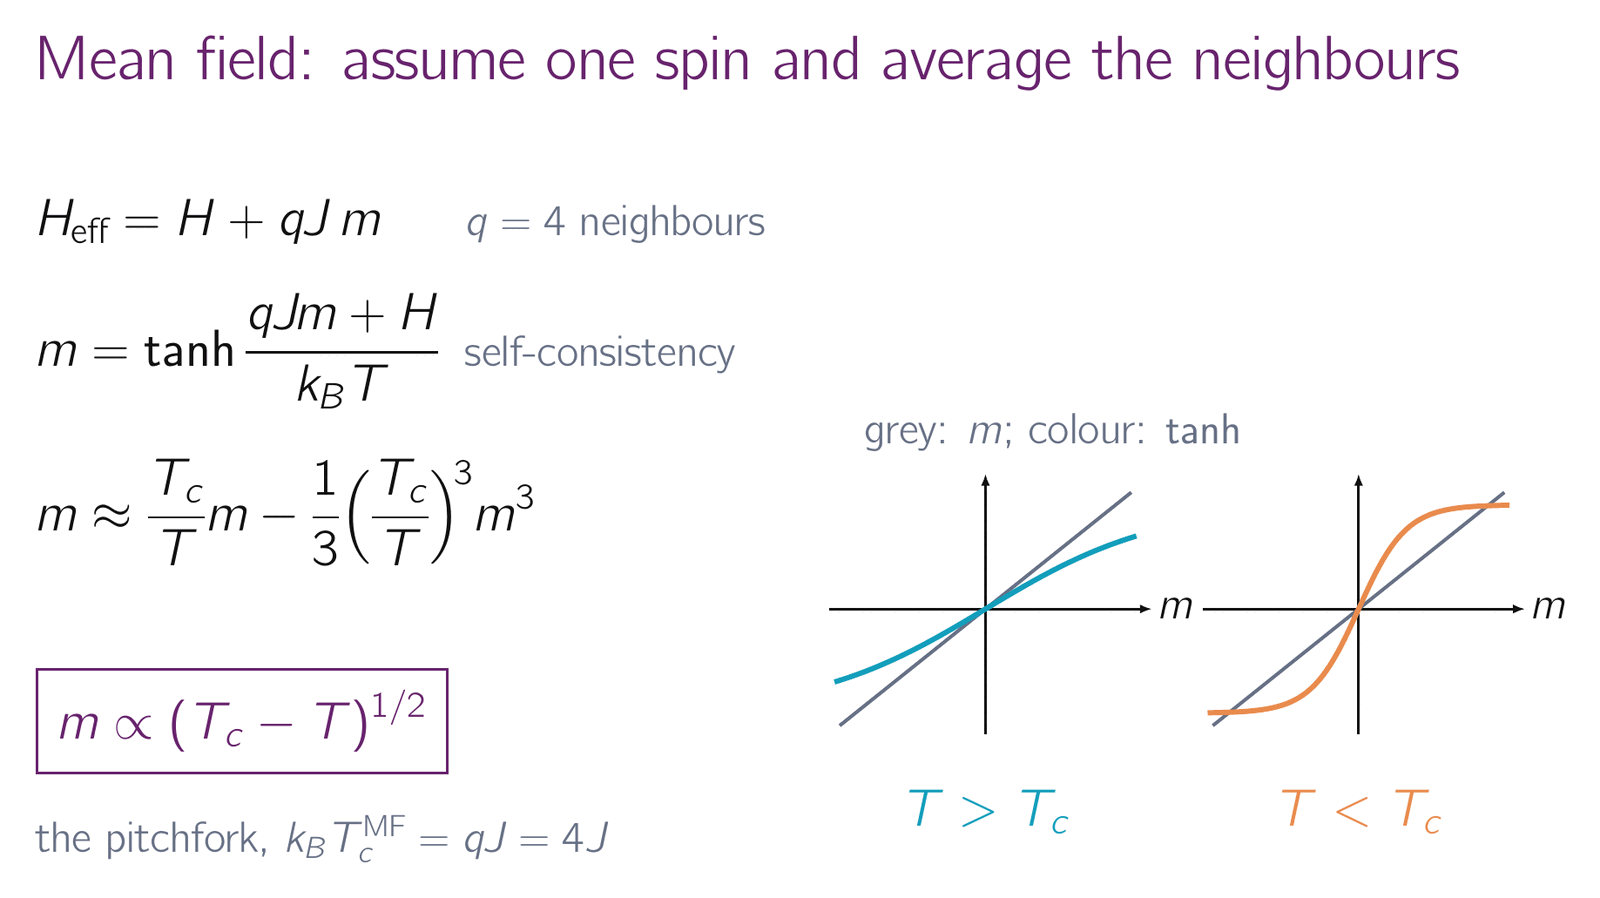 Mean field: assume one spin and average the neighbours
H_eff = H + qJ m q = 4 neighbours
m = tanh (qJm + H)/(k_B T) self-consistency
m ≈ (T_c/T) m − (1/3)(T_c/T)^3 m^3
m ∝ (T_c − T)^{1/2}
the pitchfork, k_B T_c^MF = qJ = 4J
grey: m; colour: tanh
m
m
T > T_c
T < T_c